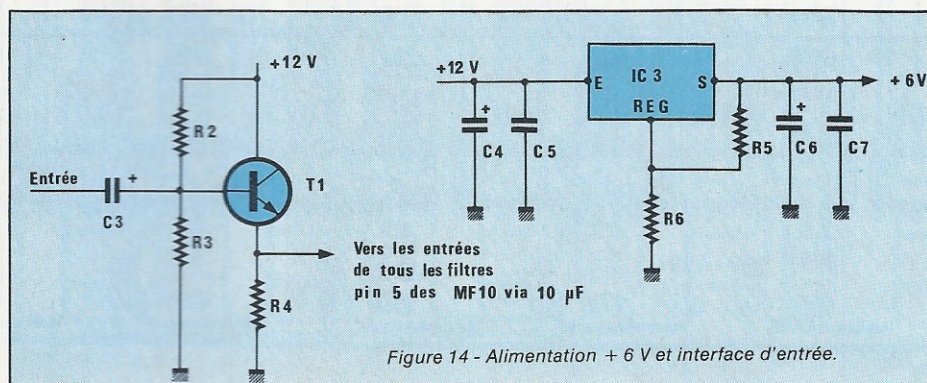 +12 V
R2
Entrée
+
C3
T1
R3
R4
Vers les entrées
de tous les filtres
pin 5 des MF10 via 10 µF
+12 V
E
IC 3
S
REG
+ 6V
+
C4
C5
R5
+
C6
C7
R6
Figure 14 - Alimentation + 6 V et interface d'entrée.